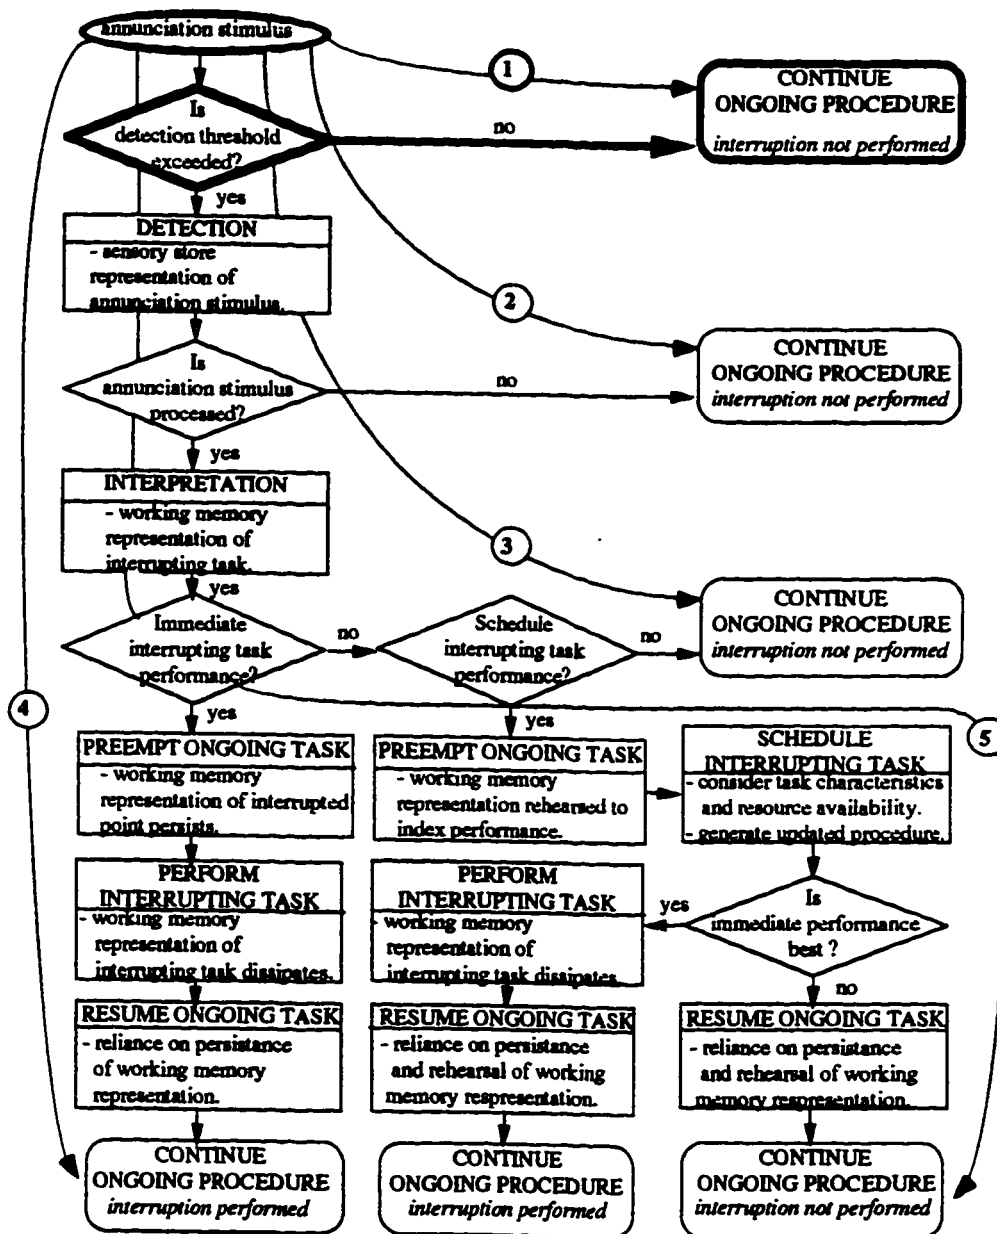 annunciation stimulus
1
CONTINUE
ONGOING PROCEDURE
interruption not performed
Is
detection threshold
exceeded?
no
yes
DETECTION
- sensory store
representation of
annunciation stimulus.
2
CONTINUE
ONGOING PROCEDURE
interruption not performed
Is
annunciation stimulus
processed?
no
yes
INTERPRETATION
- working memory
representation of
interrupting task.
3
CONTINUE
ONGOING PROCEDURE
interruption not performed
yes
Immediate
interrupting task
performance?
no
Schedule
interrupting task
performance?
no
4
yes
yes
5
PREEMPT ONGOING TASK
- working memory
representation of interrupted
point persists.
PREEMPT ONGOING TASK
- working memory
representation rehearsed to
index performance.
SCHEDULE
INTERRUPTING TASK
- consider task characteristics
and resource availability.
- generate updated procedure.
PERFORM
INTERRUPTING TASK
- working memory
representation of
interrupting task dissipates.
PERFORM
INTERRUPTING TASK
- working memory
representation of
interrupting task dissipates.
yes
Is
immediate performance
best ?
no
RESUME ONGOING TASK
- reliance on persistance
of working memory
representation.
RESUME ONGOING TASK
- reliance on persistance
and rehearsal of working
memory respresentation.
RESUME ONGOING TASK
- reliance on persistance
and rehearsal of working
memory respresentation.
CONTINUE
ONGOING PROCEDURE
interruption performed
CONTINUE
ONGOING PROCEDURE
interruption performed
CONTINUE
ONGOING PROCEDURE
interruption not performed